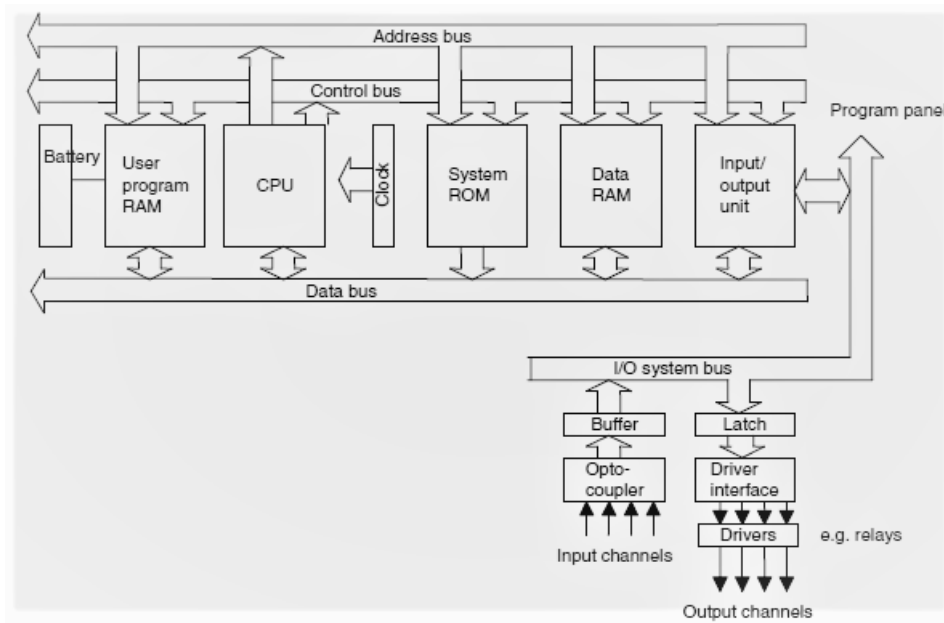 Address bus
Control bus
Program panel
Battery
User
program
RAM
CPU
Clock
System
ROM
Data
RAM
Input/
output
unit
Data bus
I/O system bus
Buffer
Latch
Opto-
coupler
Driver
interface
Drivers
e.g. relays
Input channels
Output channels